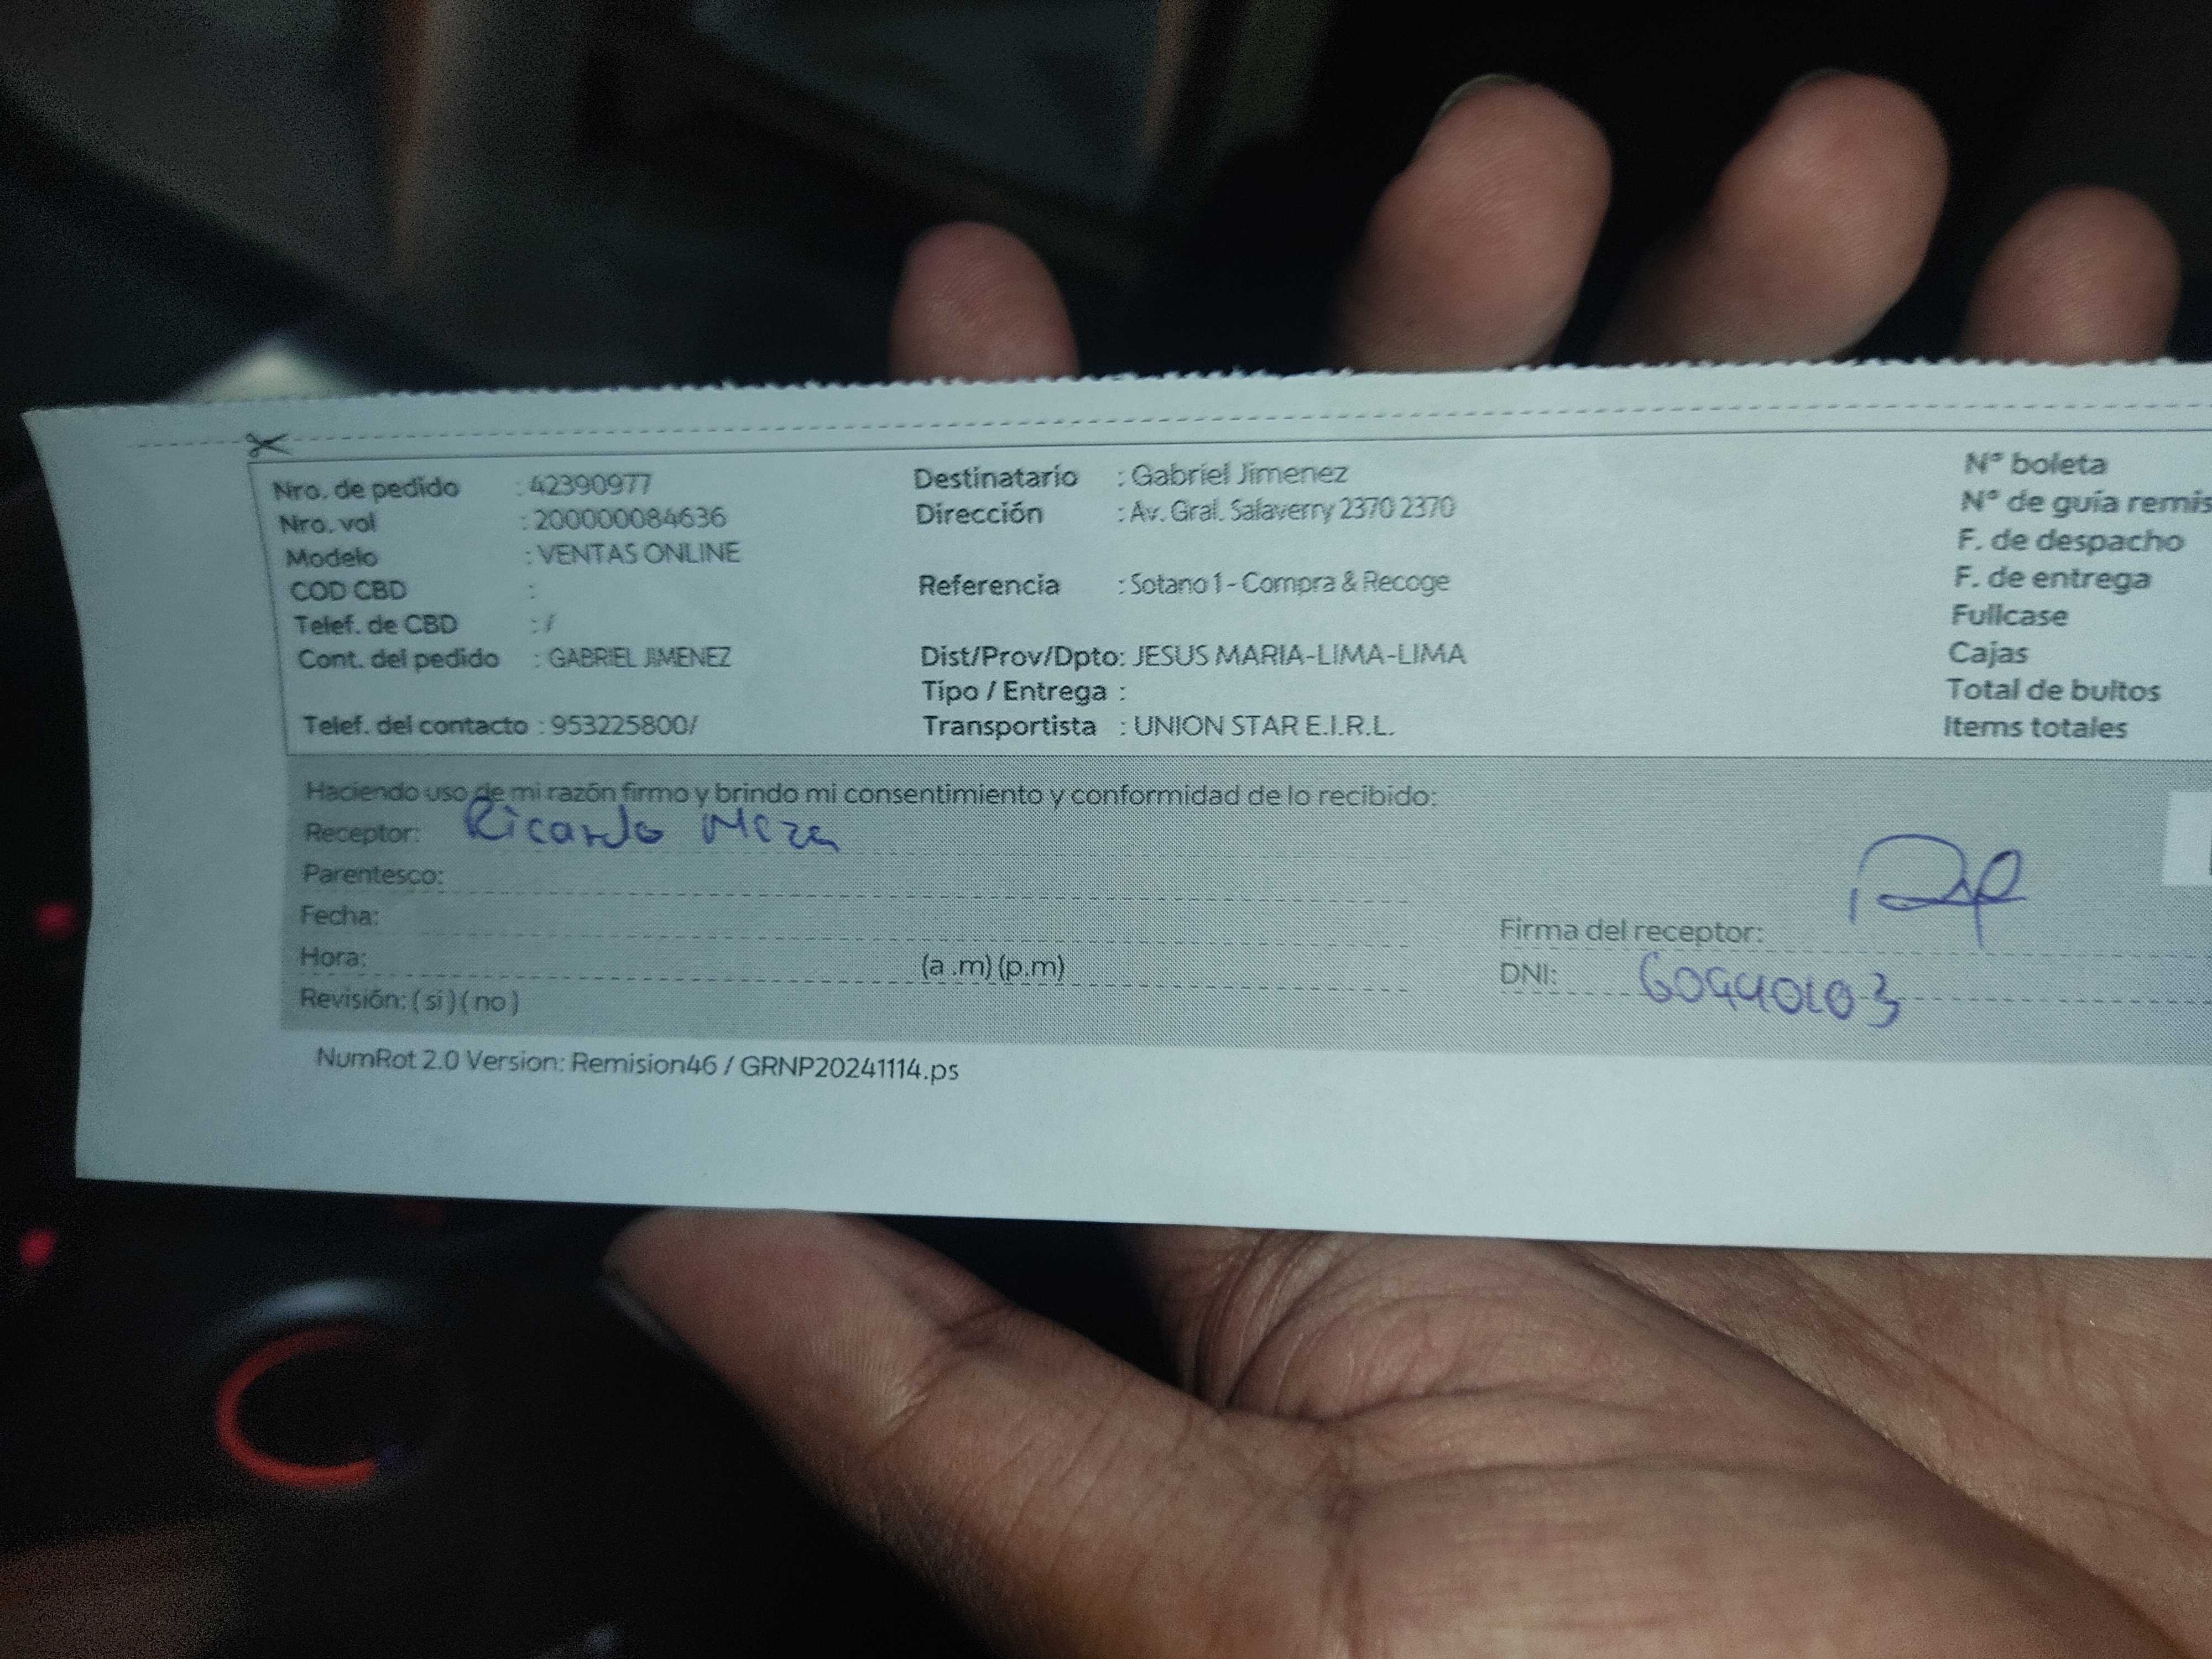 Nro. de pedido : 42390977
Nro. vol : 200000084636
Modelo : VENTAS ONLINE
COD CBD :
Telef. de CBD : /
Cont. del pedido : GABRIEL JIMENEZ
Telef. del contacto : 953225800/
Destinatario : Gabriel Jimenez
Dirección : Av. Gral. Salaverry 2370 2370
Referencia : Sotano 1 - Compra & Recoge
Dist/Prov/Dpto: JESUS MARIA-LIMA-LIMA
Tipo / Entrega :
Transportista : UNION STAR E.I.R.L.
N° boleta
N° de guía remis
F. de despacho
F. de entrega
Fullcase
Cajas
Total de bultos
Items totales
Haciendo uso de mi razón firmo y brindo mi consentimiento y conformidad de lo recibido:
Receptor: Ricardo Meza
Parentesco:
Fecha:
Hora: (a .m) (p.m)
Revisión: ( si ) ( no )
Firma del receptor:
DNI:
NumRot 2.0 Version: Remision46 / GRNP20241114.ps